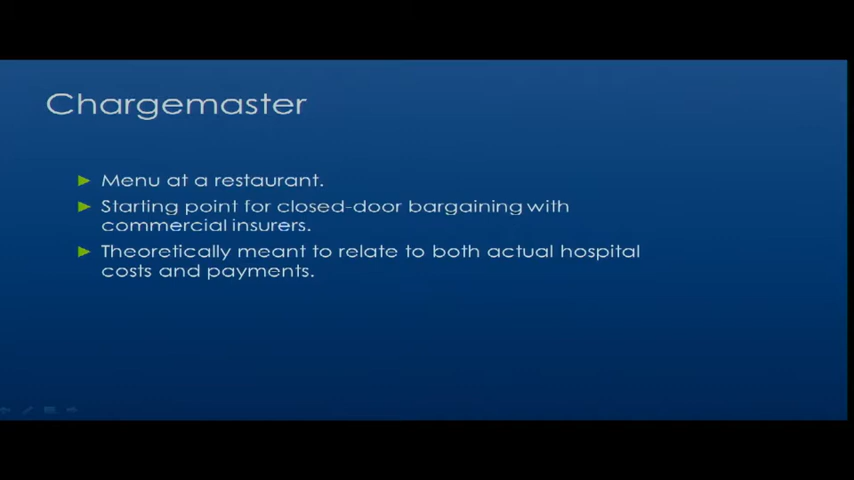 Chargemaster
Menu at a restaurant.
Starting point for closed-door bargaining with
commercial insurers.
Theoretically meant to relate to both actual hospital
costs and payments.